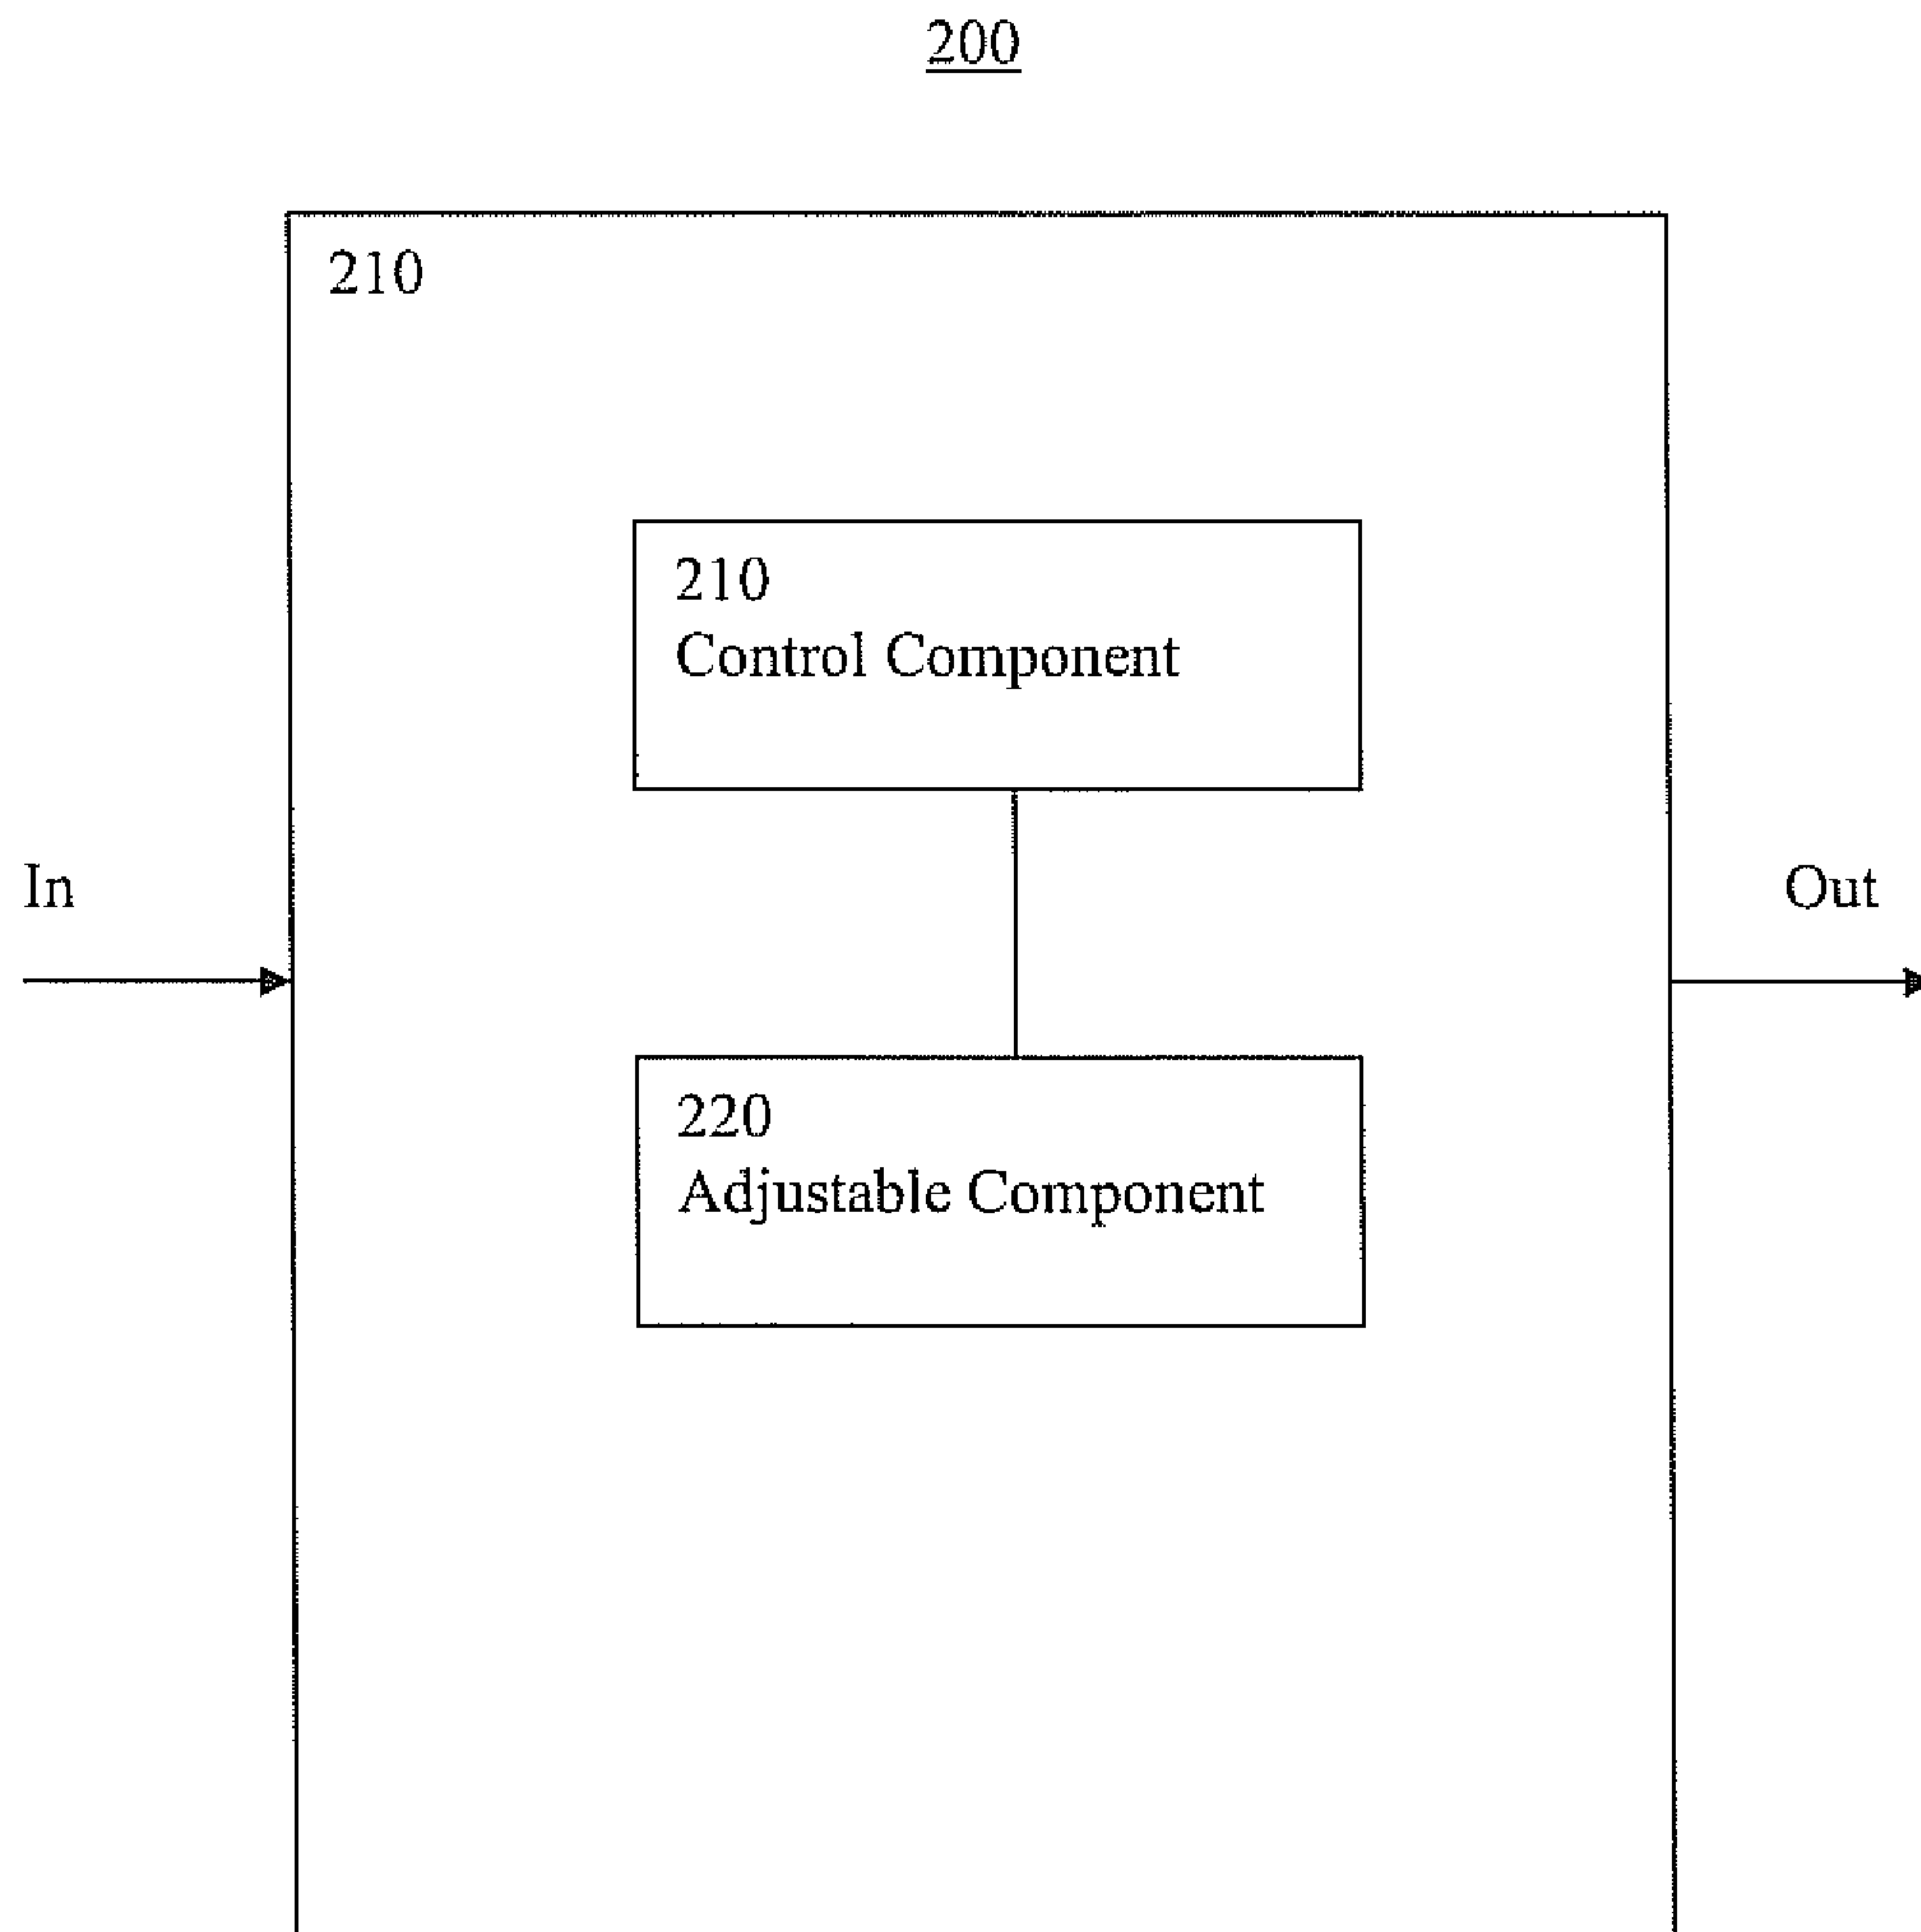 200
210
210
Control Component
In
Out
220
Adjustable Component